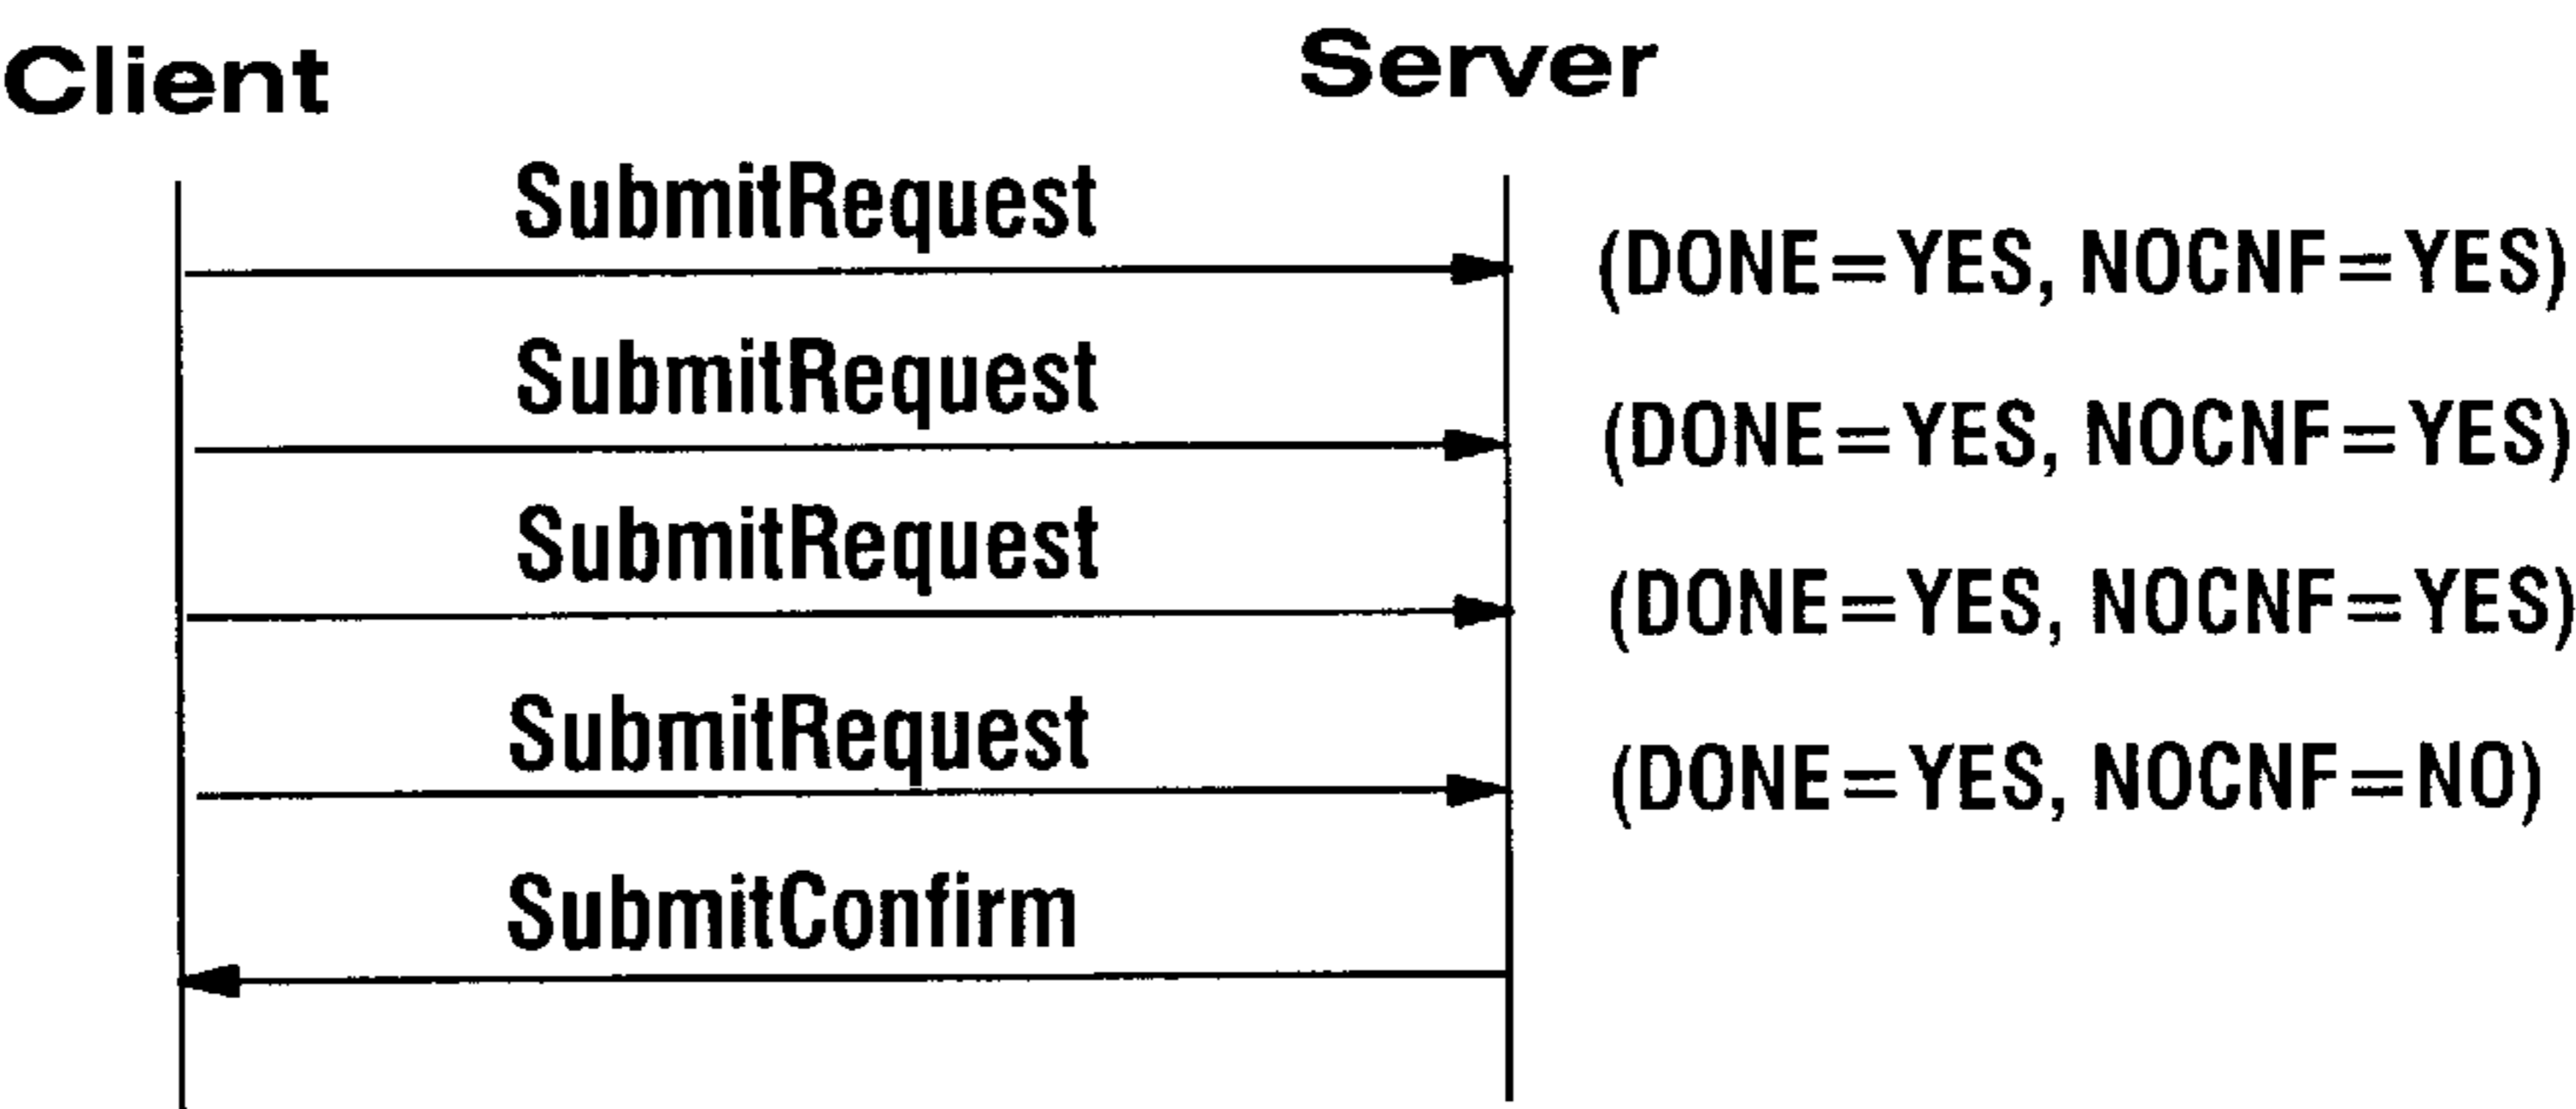 Client Server
SubmitRequest
(DONE=YES, NOCNF=YES)
SubmitRequest
(DONE=YES, NOCNF=YES)
SubmitRequest
(DONE=YES, NOCNF=YES)
SubmitRequest
(DONE=YES, NOCNF=NO)
SubmitConfirm